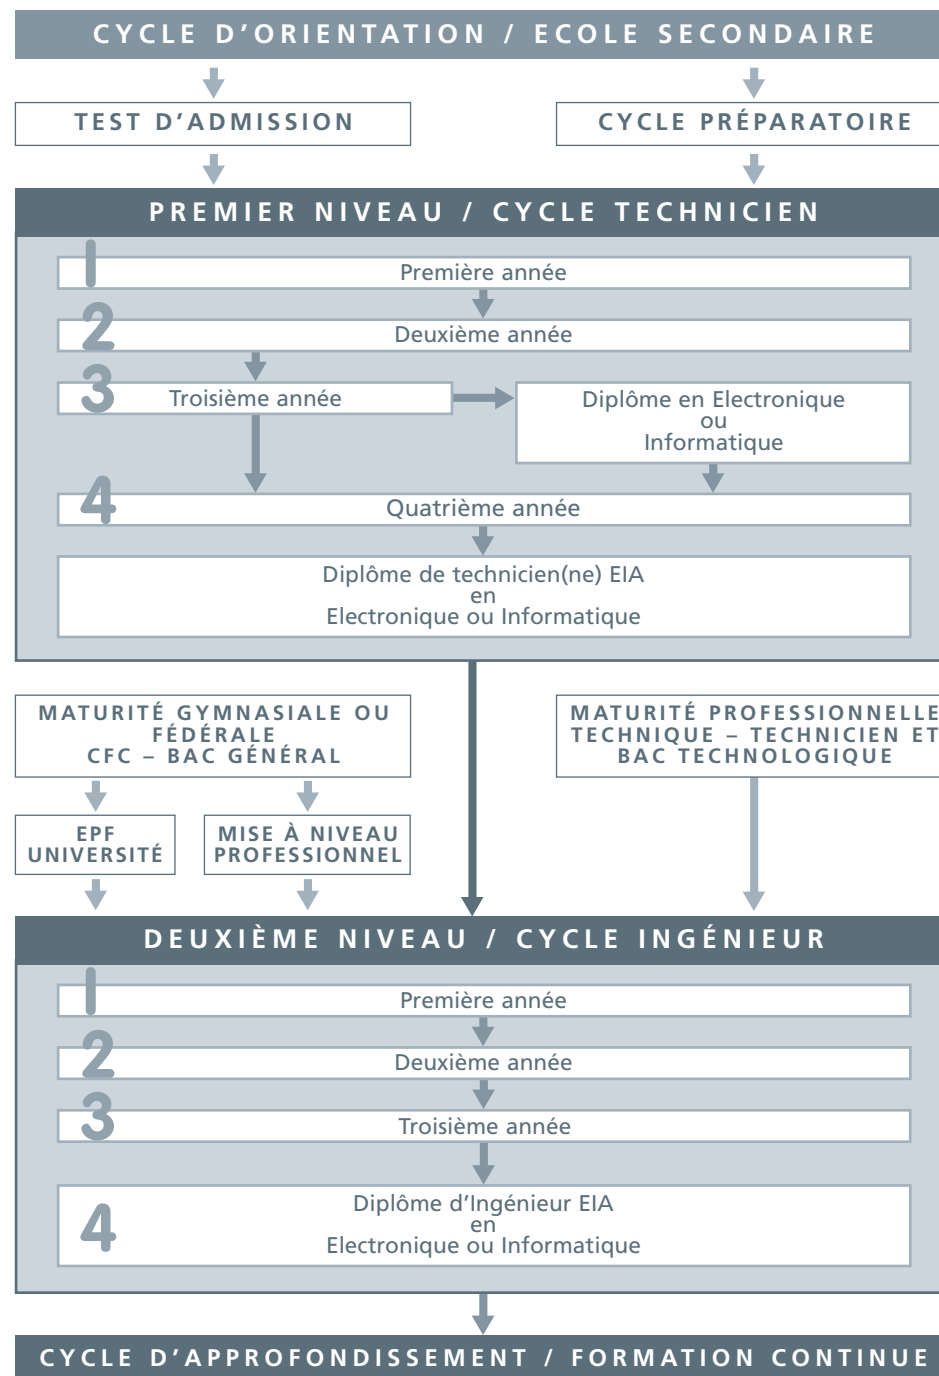 CYCLE D'ORIENTATION / ECOLE SECONDAIRE
TEST D'ADMISSION
CYCLE PRÉPARATOIRE
PREMIER NIVEAU / CYCLE TECHNICIEN
1
Première année
2
Deuxième année
3
Troisième année
Diplôme en Electronique
ou
Informatique
4
Quatrième année
Diplôme de technicien(ne) EIA
en
Electronique ou Informatique
MATURITÉ GYMNASIALE OU
FÉDÉRALE
CFC – BAC GÉNÉRAL
MATURITÉ PROFESSIONNELLE
TECHNIQUE – TECHNICIEN ET
BAC TECHNOLOGIQUE
EPF
UNIVERSITÉ
MISE À NIVEAU
PROFESSIONNEL
DEUXIÈME NIVEAU / CYCLE INGÉNIEUR
1
Première année
2
Deuxième année
3
Troisième année
4
Diplôme d'Ingénieur EIA
en
Electronique ou Informatique
CYCLE D'APPROFONDISSEMENT / FORMATION CONTINUE